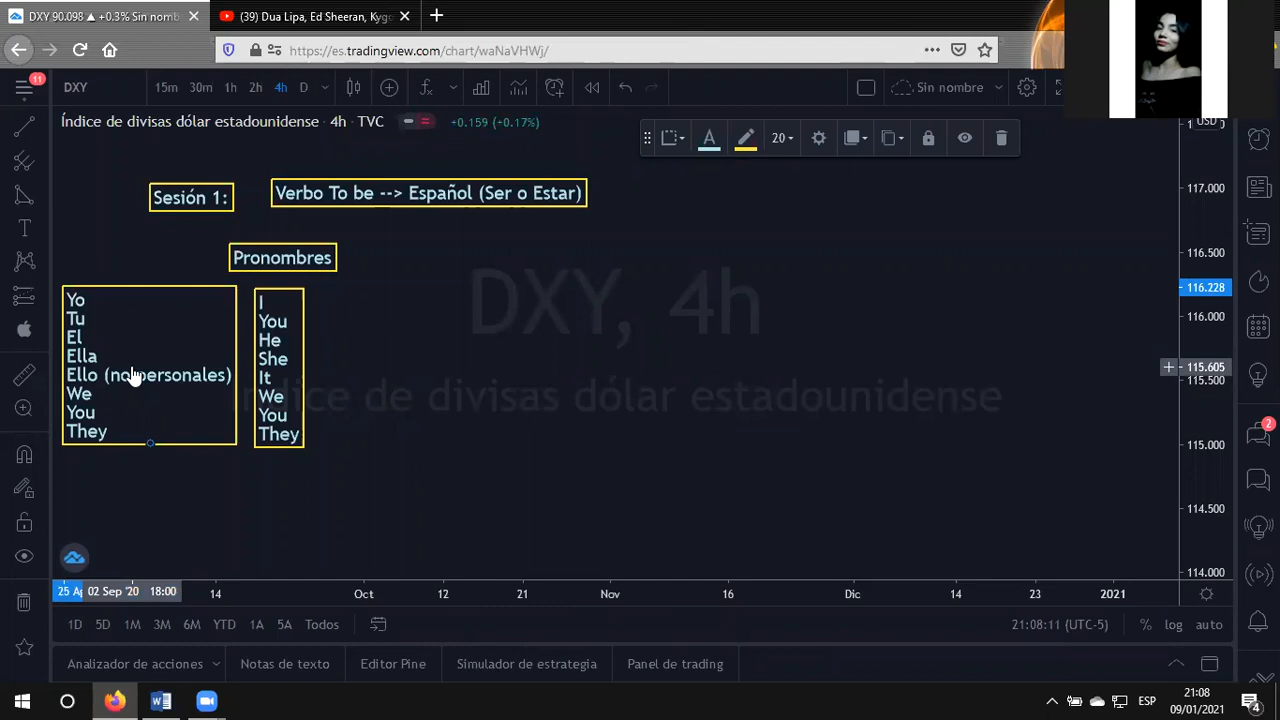 DXY 90.098 ▲ +0.3% Sin nomb
(39) Dua Lipa, Ed Sheeran, Kygo
https://es.tradingview.com/chart/waNaVHWj/
11
DXY
15m 30m 1h 2h 4h D
Sin nombre
Índice de divisas dólar estadounidense · 4h · TVC
+0.159 (+0.17%)
20
USD
Sesión 1:
Verbo To be --> Español (Ser o Estar)
Pronombres
Yo
Tu
El
Ella
Ello (no personales)
We
You
They
I
You
He
She
It
We
You
They
DXY, 4h
Índice de divisas dólar estadounidense
117.000
116.500
116.228
116.000
115.605
115.500
115.000
114.500
114.000
2
25 Ag
02 Sep '20 18:00
14 Oct 12 21 Nov 16 Dic 14 23 2021
1D 5D 1M 3M 6M YTD 1A 5A Todos
21:08:11 (UTC-5)
% log auto
Analizador de acciones Notas de texto Editor Pine Simulador de estrategia Panel de trading
ESP
21:08
09/01/2021
4